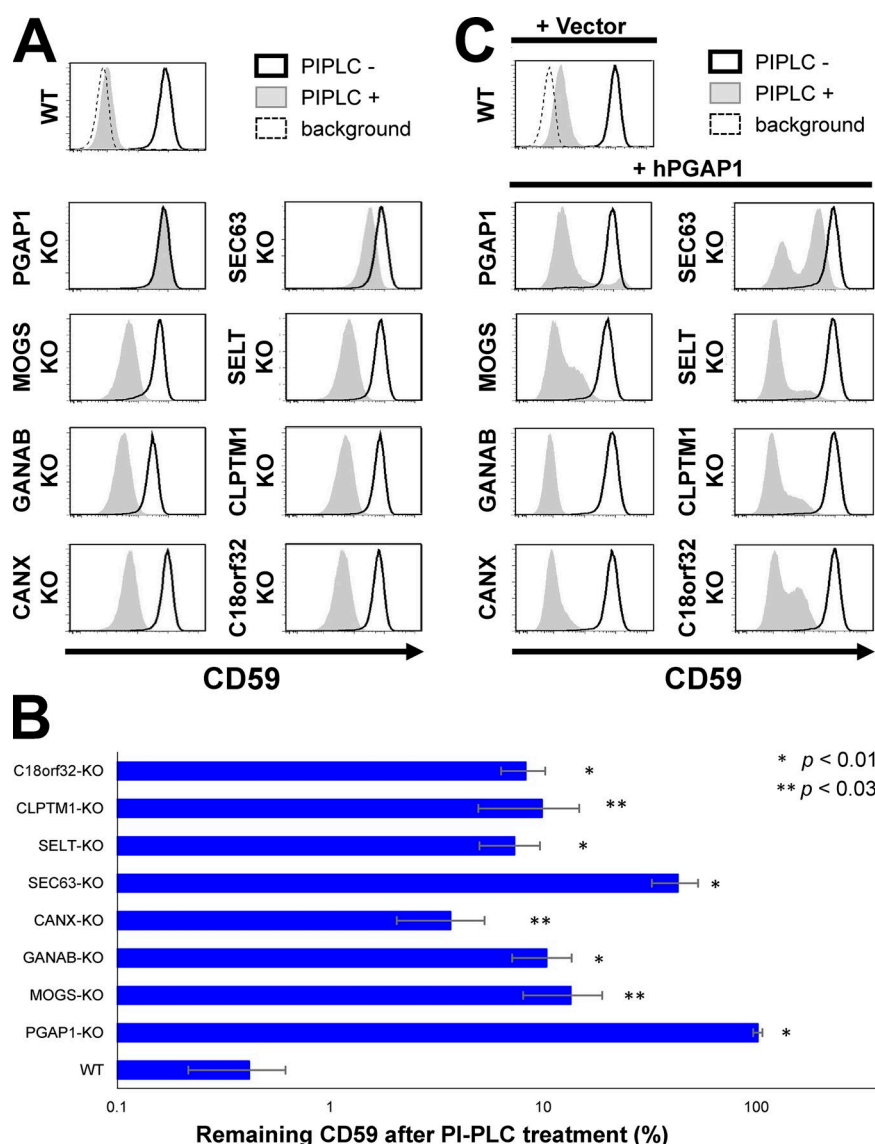 A
WT
PIPLC -
PIPLC +
background
PGAP1
KO
SEC63
KO
MOGS
KO
SELT
KO
GANAB
KO
CLPTM1
KO
CANX
KO
C18orf32
KO
CD59
C
+ Vector
WT
PIPLC -
PIPLC +
background
+ hPGAP1
PGAP1
SEC63
KO
MOGS
SELT
KO
GANAB
CLPTM1
KO
CANX
C18orf32
KO
CD59
B
* p < 0.01
** p < 0.03
C18orf32-KO *
CLPTM1-KO **
SELT-KO *
SEC63-KO *
CANX-KO **
GANAB-KO *
MOGS-KO **
PGAP1-KO *
WT
0.1 1 10 100
Remaining CD59 after PI-PLC treatment (%)